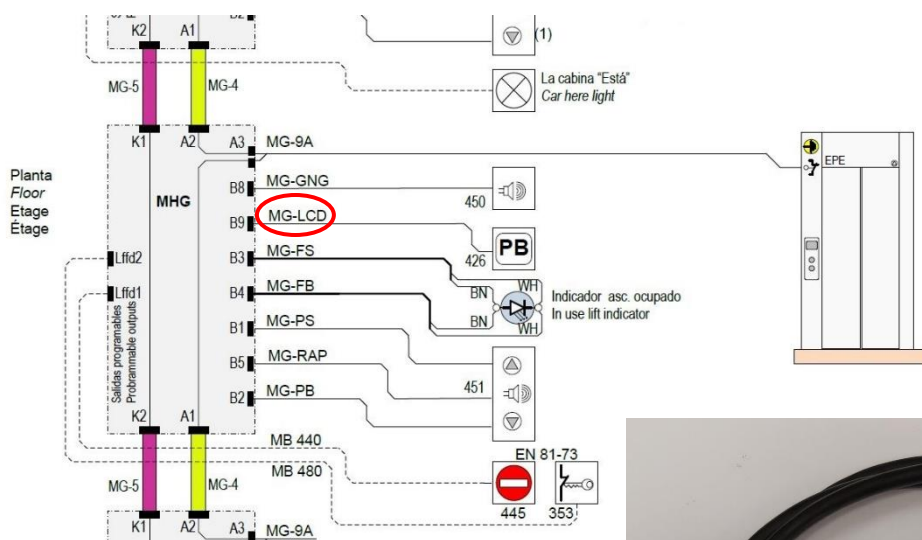 K2
A1
(1)
MG-5
MG-4
La cabina "Está"
Car here light
K1
A2
A3
MG-9A
EPE
Planta
Floor
Etage
Étage
MHG
B8
MG-GNG
450
B9
MG-LCD
PB
426
Lffd2
B3
MG-FS
WH
BN
Indicador asc. ocupado
In use lift indicator
Lffd1
B4
MG-FB
BN
WH
Salidas programables
Probrammable outputs
B1
MG-PS
B5
MG-RAP
451
B2
MG-PB
K2
A1
MB 440
MB 480
EN 81-73
445
353
MG-5
MG-4
K1
A2
A3
MG-9A